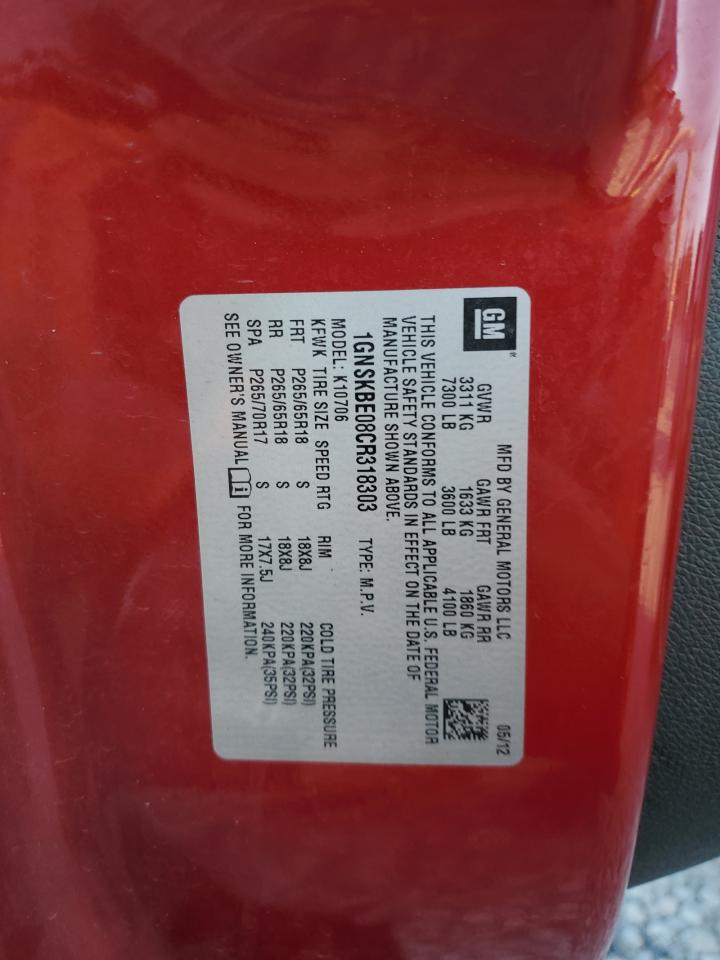 GM
MFD BY GENERAL MOTORS LLC 05/12
GVWR GAWR FRT GAWR RR
3311 KG 1633 KG 1860 KG
7300 LB 3600 LB 4100 LB
THIS VEHICLE CONFORMS TO ALL APPLICABLE U.S. FEDERAL MOTOR
VEHICLE SAFETY STANDARDS IN EFFECT ON THE DATE OF
MANUFACTURE SHOWN ABOVE.
1GNSKBE08CR318303 TYPE: M.P.V.
MODEL: K10706
KFWK TIRE SIZE SPEED RTG RIM COLD TIRE PRESSURE
FRT P265/65R18 S 18X8J 220KPA(32PSI)
RR P265/65R18 S 18X8J 220KPA(32PSI)
SPA P265/70R17 S 17X7.5J 240KPA(35PSI)
SEE OWNER'S MANUAL i FOR MORE INFORMATION.